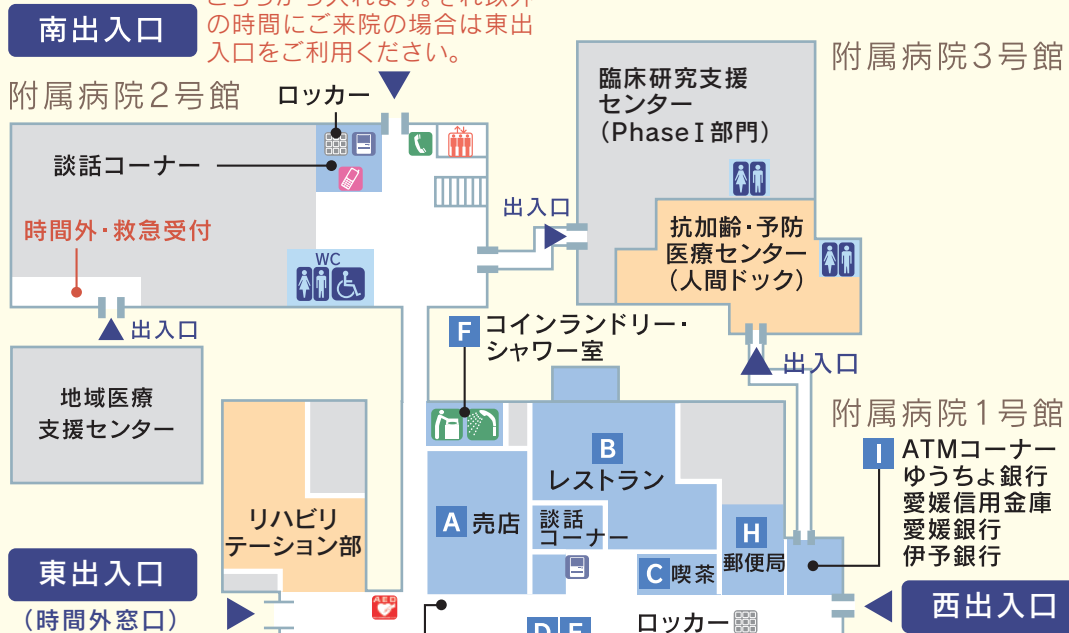 南出入口
の時間にご来院の場合は東出
入口をご利用ください。
附属病院2号館
ロッカー
談話コーナー
時間外・救急受付
WC
出入口
地域医療
支援センター
附属病院3号館
臨床研究支援
センター
(PhaseⅠ部門)
出入口
抗加齢・予防
医療センター
(人間ドック)
出入口
F コインランドリー・
シャワー室
附属病院1号館
I ATMコーナー
ゆうちょ銀行
愛媛信用金庫
愛媛銀行
伊予銀行
B
レストラン
A 売店
談話
コーナー
H
郵便局
C 喫茶
リハビリ
テーション部
AED
東出入口
(時間外窓口)
ロッカー
西出入口